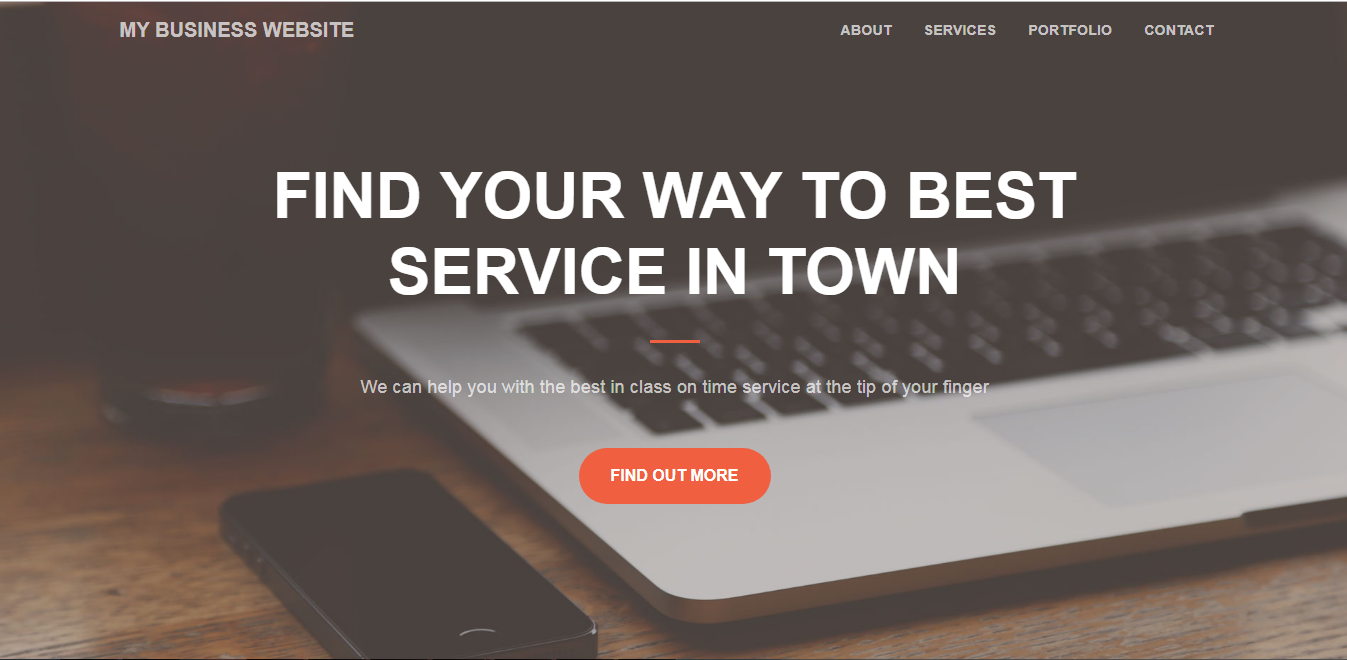 MY BUSINESS WEBSITE
ABOUT SERVICES PORTFOLIO CONTACT
FIND YOUR WAY TO BEST
SERVICE IN TOWN
We can help you with the best in class on time service at the tip of your finger
FIND OUT MORE